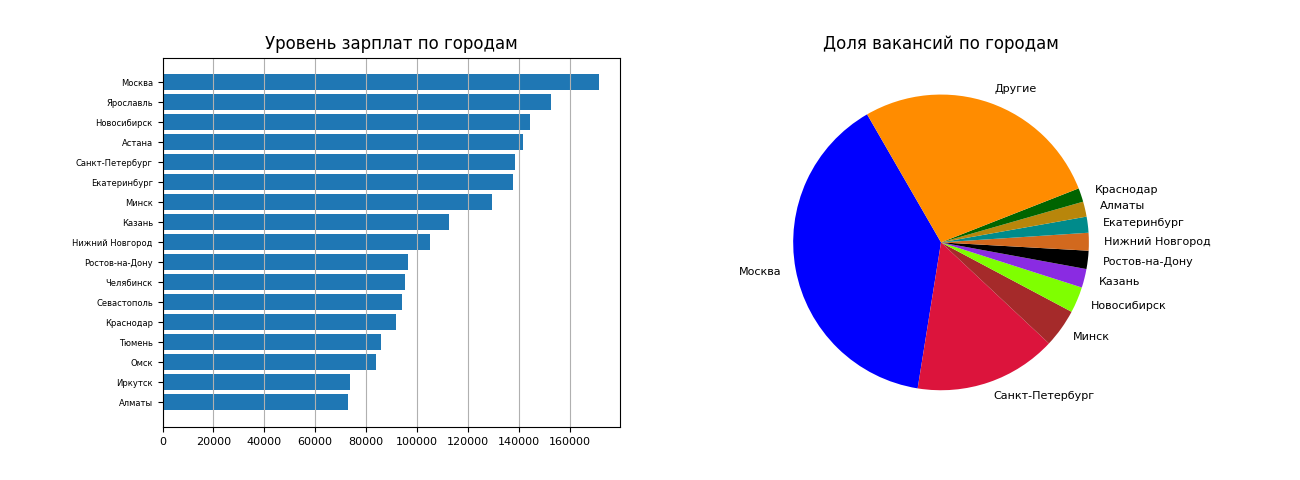 Уровень зарплат по городам
Москва
Ярославль
Новосибирск
Астана
Санкт-Петербург
Екатеринбург
Минск
Казань
Нижний Новгород
Ростов-на-Дону
Челябинск
Севастополь
Краснодар
Тюмень
Омск
Иркутск
Алматы
0 20000 40000 60000 80000 100000 120000 140000 160000
Доля вакансий по городам
Другие
Краснодар
Алматы
Екатеринбург
Нижний Новгород
Ростов-на-Дону
Казань
Новосибирск
Минск
Санкт-Петербург
Москва